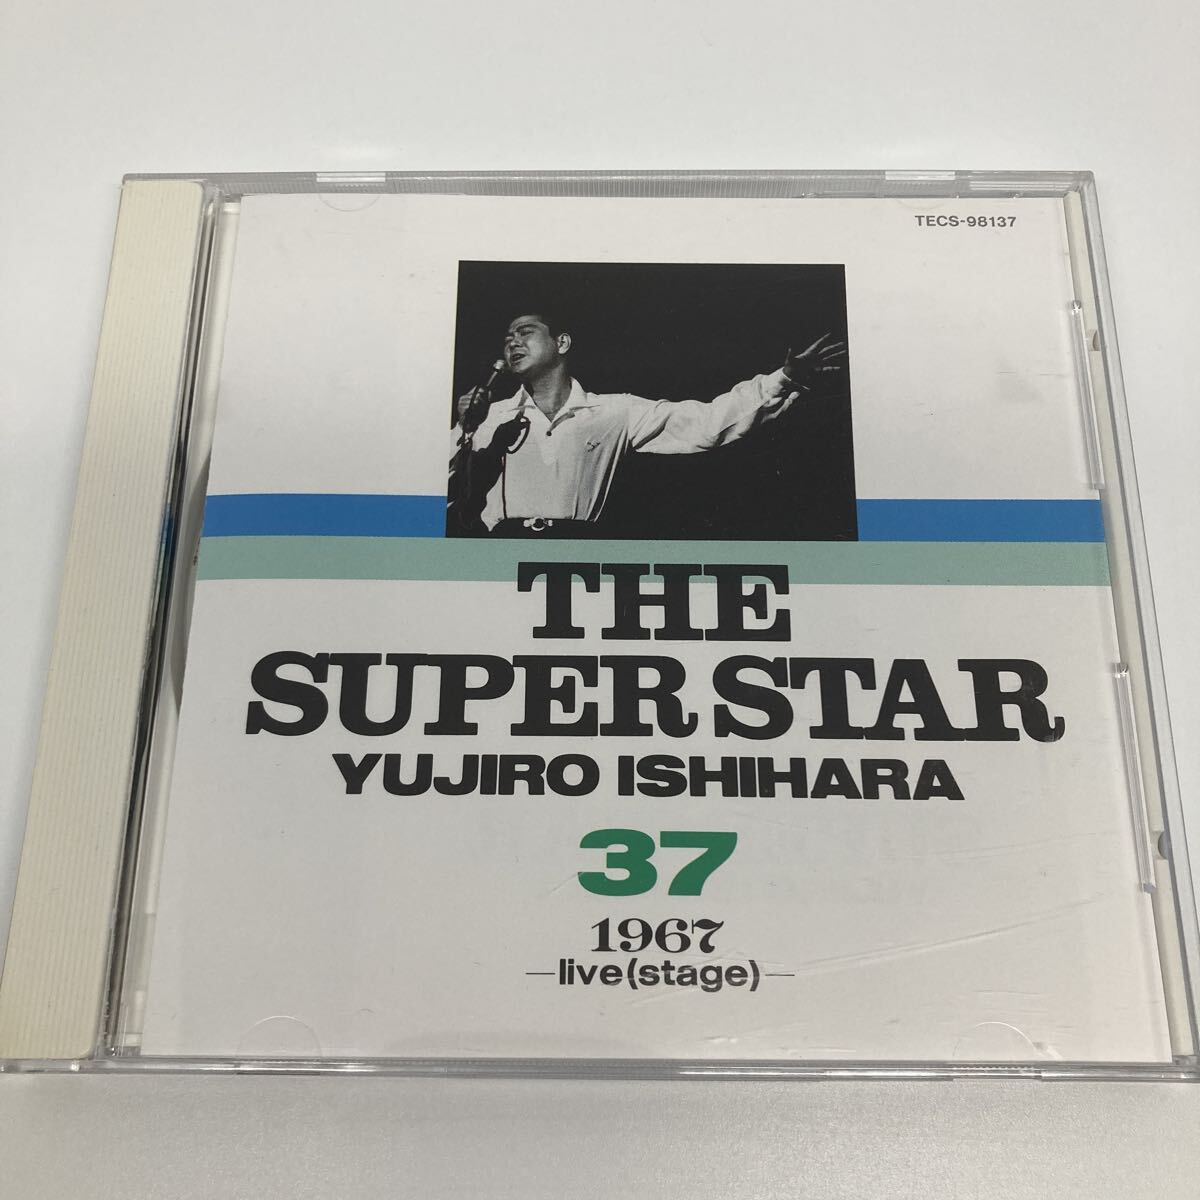 TECS-98137
THE
SUPER STAR
YUJIRO ISHIHARA
37
1967
—live(stage)—